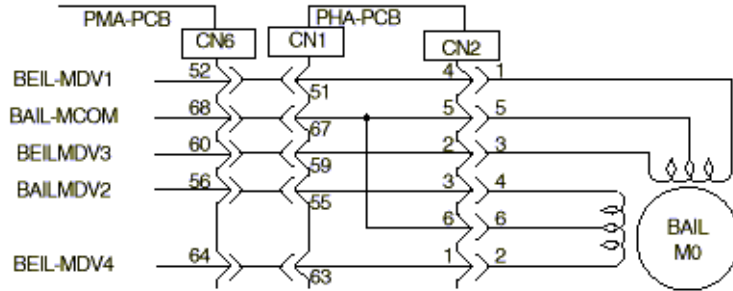 PMA-PCB PHA-PCB
CN6 CN1 CN2
BEIL-MDV1 52 51 4 1
BAIL-MCOM 68 67 5 5
BEILMDV3 60 59 2 3
BAILMDV2 56 55 3 4
6 6
BEIL-MDV4 64 63 1 2
BAIL
M0